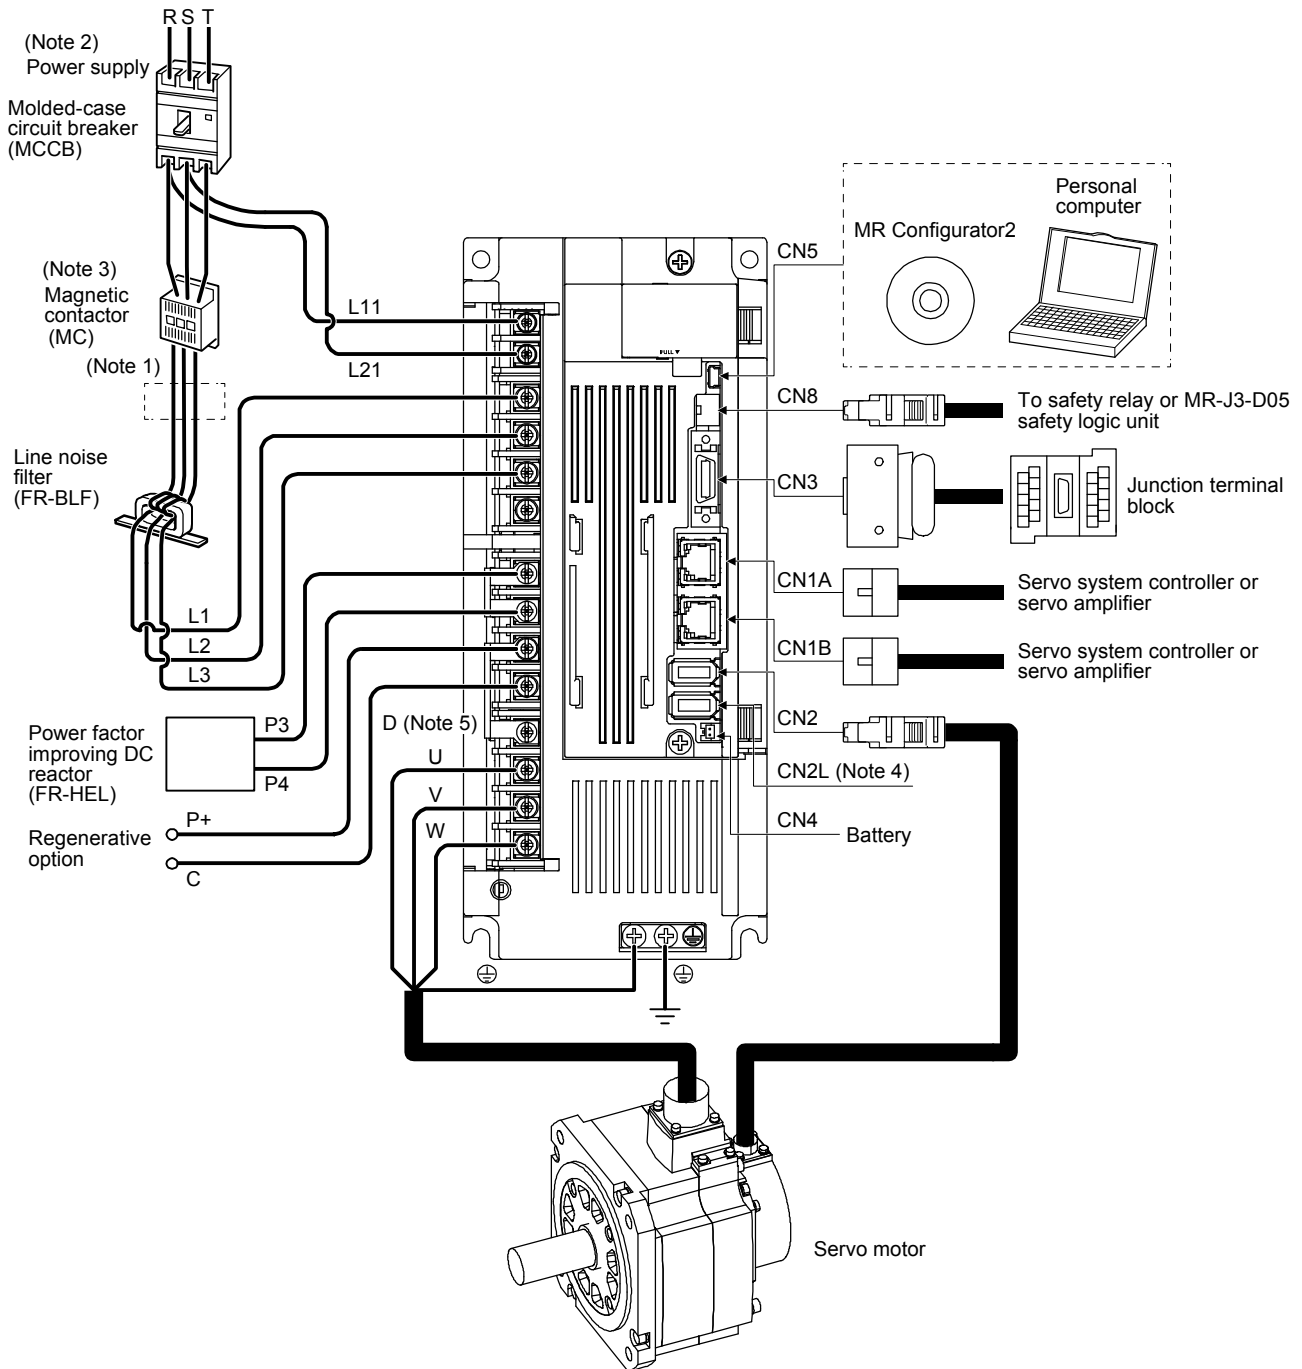 R S T
(Note 2)
Power supply
Molded-case
circuit breaker
(MCCB)
(Note 3)
Magnetic
contactor
(MC)
(Note 1)
Line noise
filter
(FR-BLF)
L11
L21
L1
L2
L3
Power factor
improving DC
reactor
(FR-HEL)
P3
P4
Regenerative
option
P+
C
D (Note 5)
U
V
W
PULL ▼
CN5
MR Configurator2
Personal
computer
CN8
To safety relay or MR-J3-D05
safety logic unit
CN3
Junction terminal
block
CN1A
Servo system controller or
servo amplifier
CN1B
Servo system controller or
servo amplifier
CN2
CN2L (Note 4)
CN4
Battery
Servo motor